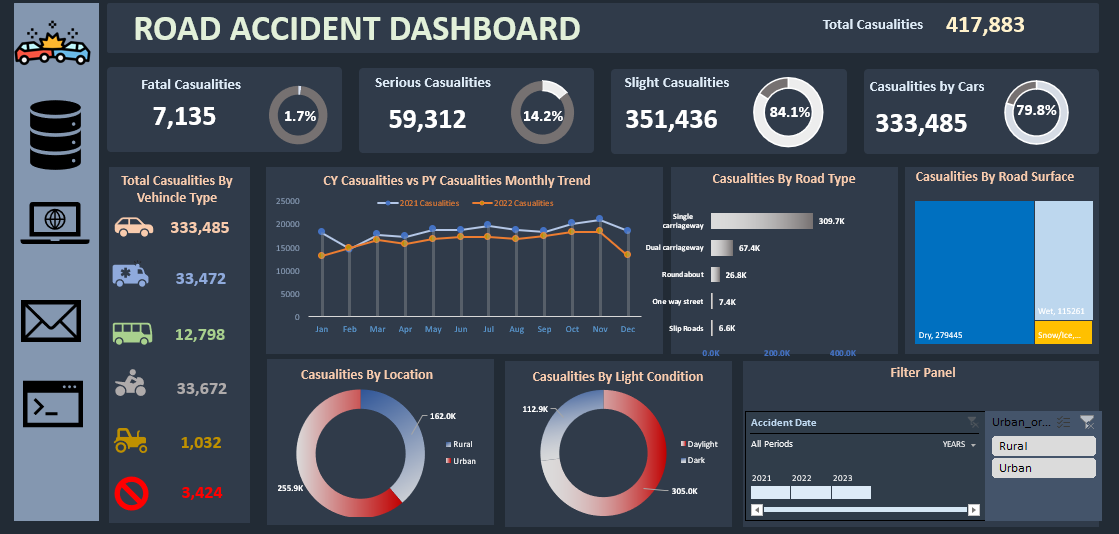 ROAD ACCIDENT DASHBOARD
Total Casualities 417,883
Fatal Casualities
7,135
1.7%
Serious Casualities
59,312
14.2%
Slight Casualities
351,436
84.1%
Casualities by Cars
333,485
79.8%
Total Casualities By
Vehincle Type
333,485
33,472
12,798
33,672
1,032
3,424
CY Casualities vs PY Casualities Monthly Trend
2021 Casualities 2022 Casualities
25000
20000
15000
10000
5000
0
Jan Feb Mar Apr May Jun Jul Aug Sep Oct Nov Dec
Casualities By Road Type
Single
carriageway
309.7K
Dual carriageway
67.4K
Roundabout
26.8K
One way street
7.4K
Slip Roads
6.6K
0.0K 200.0K 400.0K
Casualities By Road Surface
Dry, 279445
Wet, 115261
Snow/Ice,...
Casualities By Location
162.0K
255.9K
Rural
Urban
Casualities By Light Condition
112.9K
305.0K
Daylight
Dark
Filter Panel
Accident Date
All Periods
YEARS
2021 2022 2023
Urban_or...
Rural
Urban